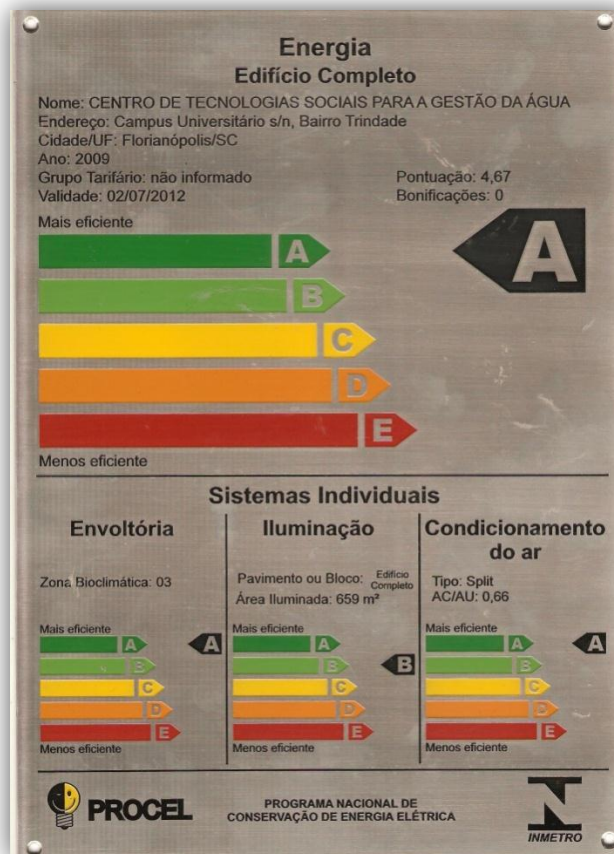 Energia
Edifício Completo
Nome: CENTRO DE TECNOLOGIAS SOCIAIS PARA A GESTÃO DA ÁGUA
Endereço: Campus Universitário s/n, Bairro Trindade
Cidade/UF: Florianópolis/SC
Ano: 2009
Grupo Tarifário: não informado
Pontuação: 4,67
Validade: 02/07/2012
Bonificações: 0
Mais eficiente
A
A
B
C
D
E
Menos eficiente
Sistemas Individuais
Envoltória
Zona Bioclimática: 03
Mais eficiente
A
A
B
C
D
E
Menos eficiente
Iluminação
Pavimento ou Bloco: Edifício
Completo
Área Iluminada: 659 m²
Mais eficiente
A
B
B
C
D
E
Menos eficiente
Condicionamento
do ar
Tipo: Split
AC/AU: 0,66
Mais eficiente
A
A
B
C
D
E
Menos eficiente
PROCEL
PROGRAMA NACIONAL DE
CONSERVAÇÃO DE ENERGIA ELÉTRICA
INMETRO